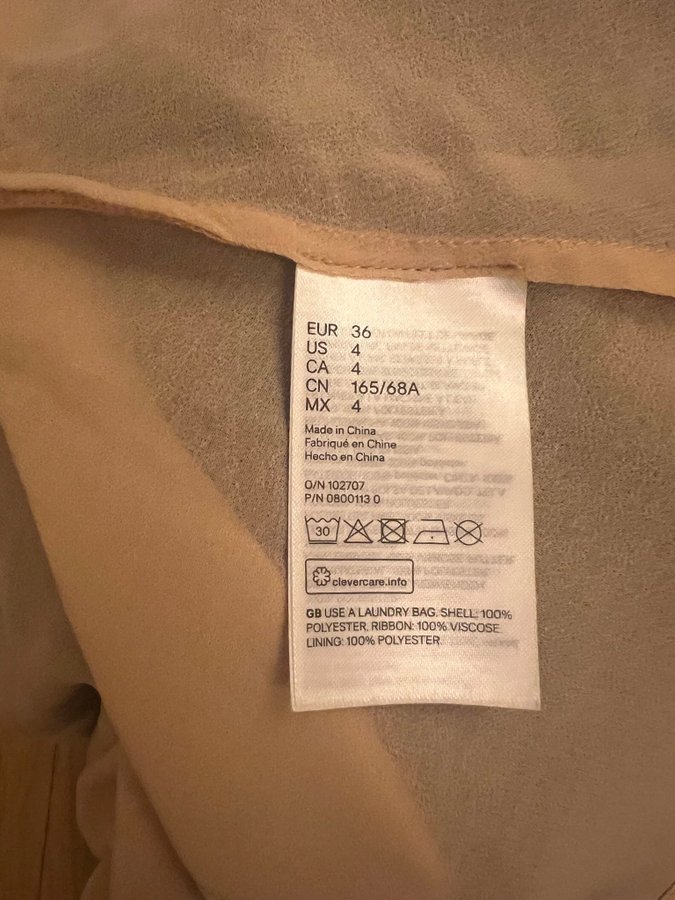 EUR 36
US 4
CA 4
CN 165/68A
MX 4
Made in China
Fabriqué en Chine
Hecho en China
O/N 102707
P/N 0800113 0
30
clevercare.info
GB USE A LAUNDRY BAG. SHELL: 100%
POLYESTER. RIBBON: 100% VISCOSE.
LINING: 100% POLYESTER.